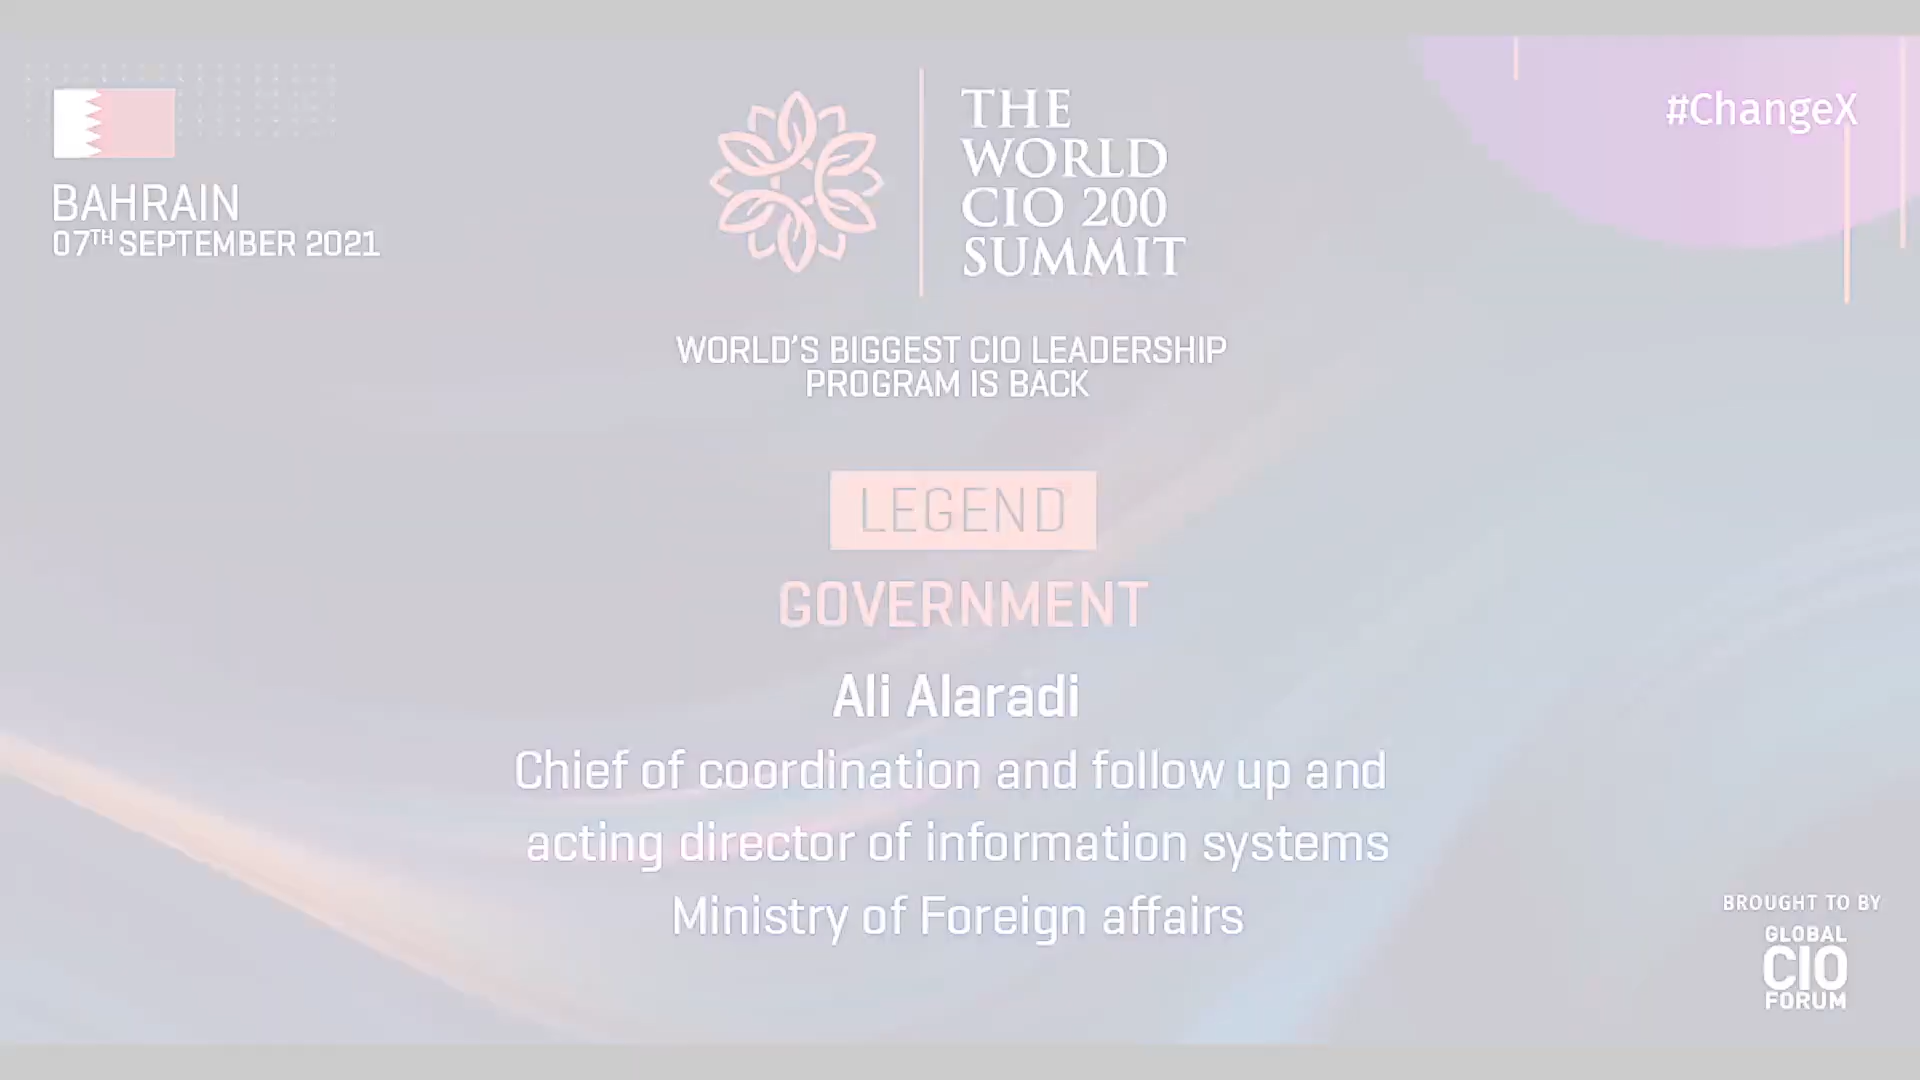 BAHRAIN
07TH SEPTEMBER 2021
THE
WORLD
CIO 200
SUMMIT
#ChangeX
WORLD'S BIGGEST CIO LEADERSHIP
PROGRAM IS BACK
LEGEND
GOVERNMENT
Ali Alaradi
Chief of coordination and follow up and
acting director of information systems
Ministry of Foreign affairs
BROUGHT TO BY
GLOBAL
CIO
FORUM